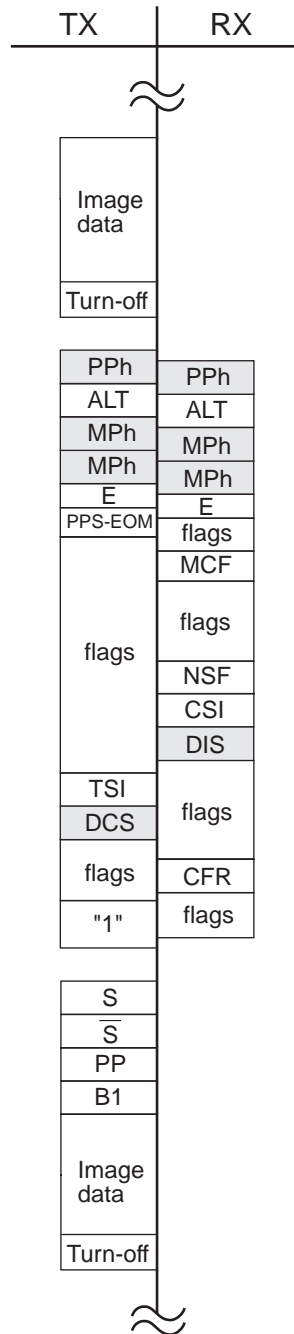 TX RX
Image
data
Turn-off
PPh
ALT
MPh
MPh
E
PPS-EOM
flags
TSI
DCS
flags
"1"
PPh
ALT
MPh
MPh
E
flags
MCF
flags
NSF
CSI
DIS
flags
CFR
flags
S
S̅
PP
B1
Image
data
Turn-off